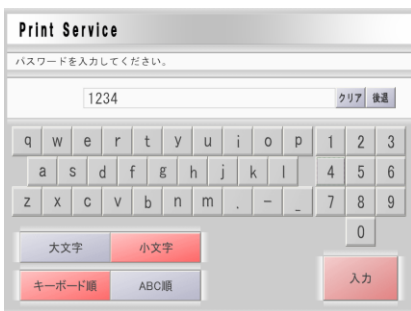 Print Service
パスワードを入力してください。
1234 クリア 後退
q w e r t y u i o p 1 2 3
a s d f g h j k l 4 5 6
z x c v b n m . - _ 7 8 9
0
大文字 小文字
キーボード順 ABC順
入力